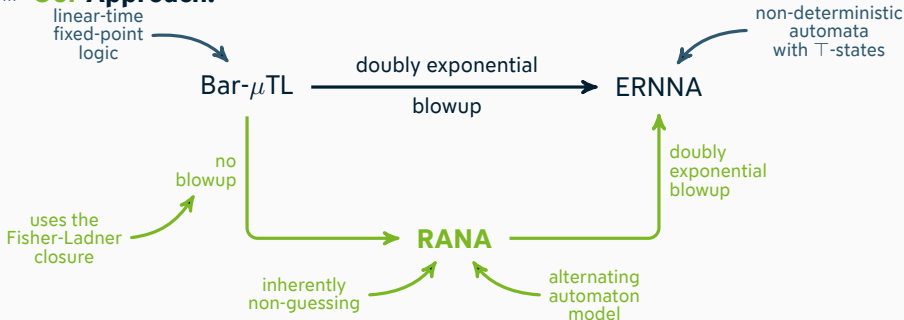 Our Approach:
linear-time
fixed-point
logic
non-deterministic
automata
with ⊤-states
Bar-μTL
doubly exponential
blowup
ERNNA
no
blowup
doubly
exponential
blowup
uses the
Fisher-Ladner
closure
RANA
inherently
non-guessing
alternating
automaton
model